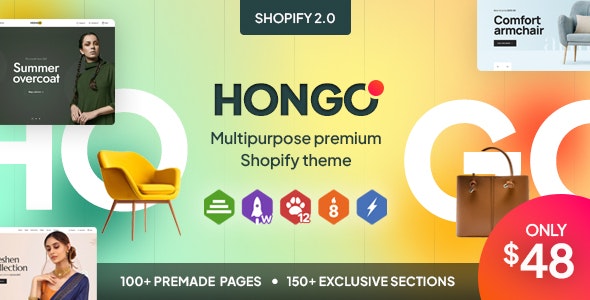 SHOPIFY 2.0
HONGO
Summer
overcoat
Comfort
armchair
HONGO
Multipurpose premium
Shopify theme
HO
GO
W
12
8
eshen
ollection
100+ PREMADE PAGES • 150+ EXCLUSIVE SECTIONS
ONLY
$48